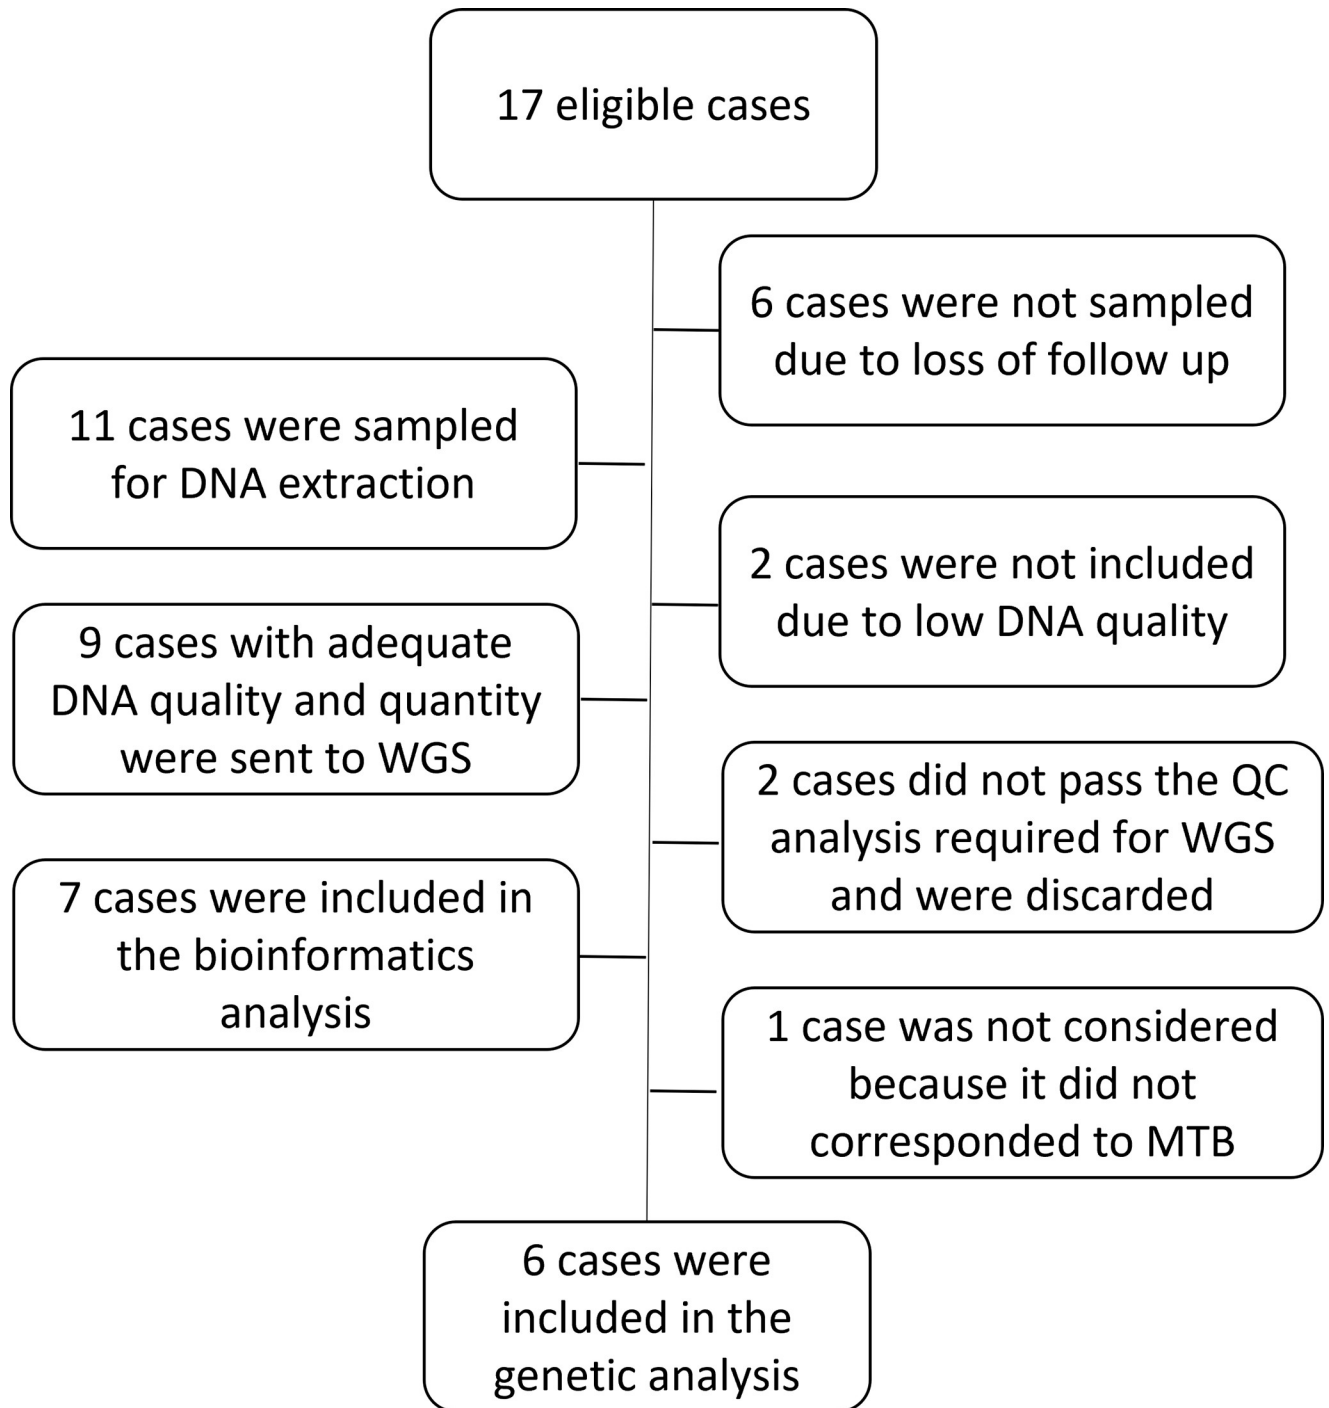 17 eligible cases
6 cases were not sampled
due to loss of follow up
11 cases were sampled
for DNA extraction
2 cases were not included
due to low DNA quality
9 cases with adequate
DNA quality and quantity
were sent to WGS
2 cases did not pass the QC
analysis required for WGS
and were discarded
7 cases were included in
the bioinformatics
analysis
1 case was not considered
because it did not
corresponded to MTB
6 cases were
included in the
genetic analysis